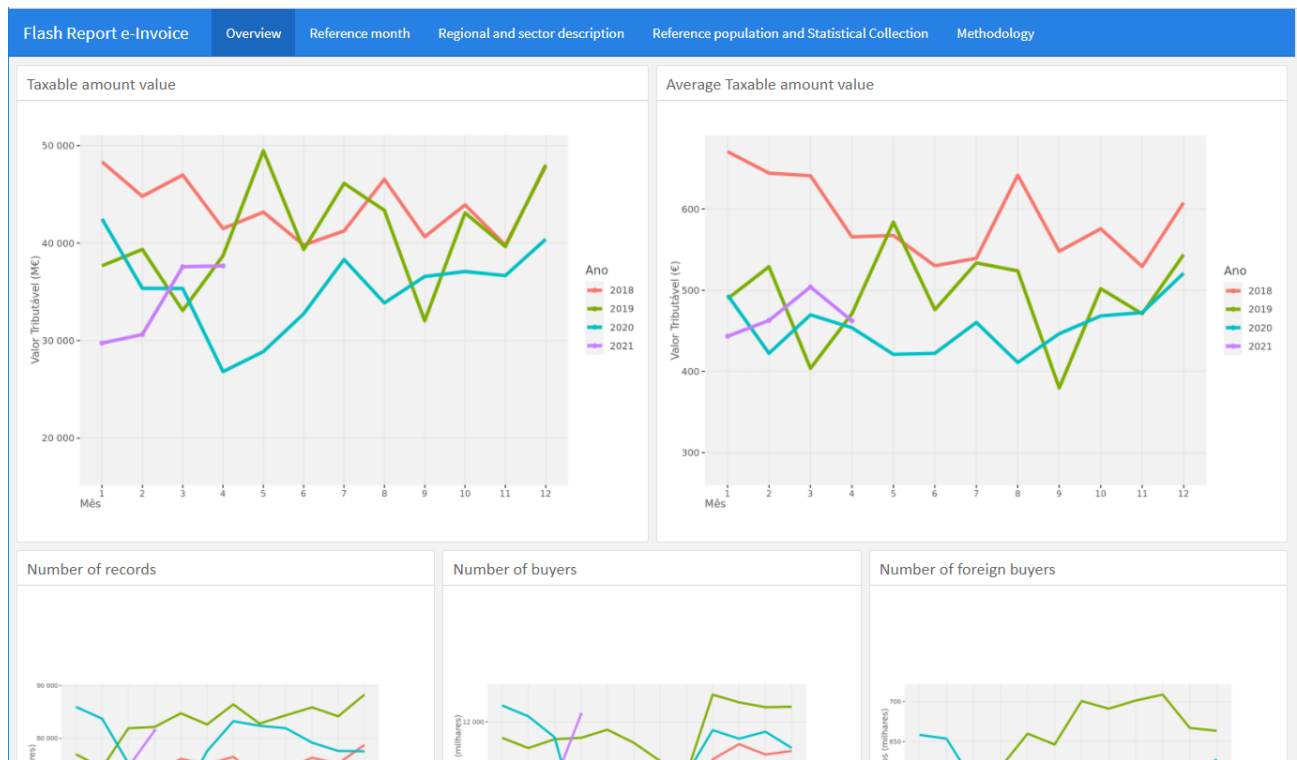 Flash Report e-Invoice Overview Reference month Regional and sector description Reference population and Statistical Collection Methodology
Taxable amount value
50 000
40 000
30 000
20 000
Valor Tributável (M€)
1 2 3 4 5 6 7 8 9 10 11 12
Mês
Ano
2018
2019
2020
2021
Average Taxable amount value
600
500
400
300
Valor Tributável (€)
1 2 3 4 5 6 7 8 9 10 11 12
Mês
Ano
2018
2019
2020
2021
Number of records
90 000
80 000
Number of buyers
12 000
(milhares)
Number of foreign buyers
700
650
(milhares)